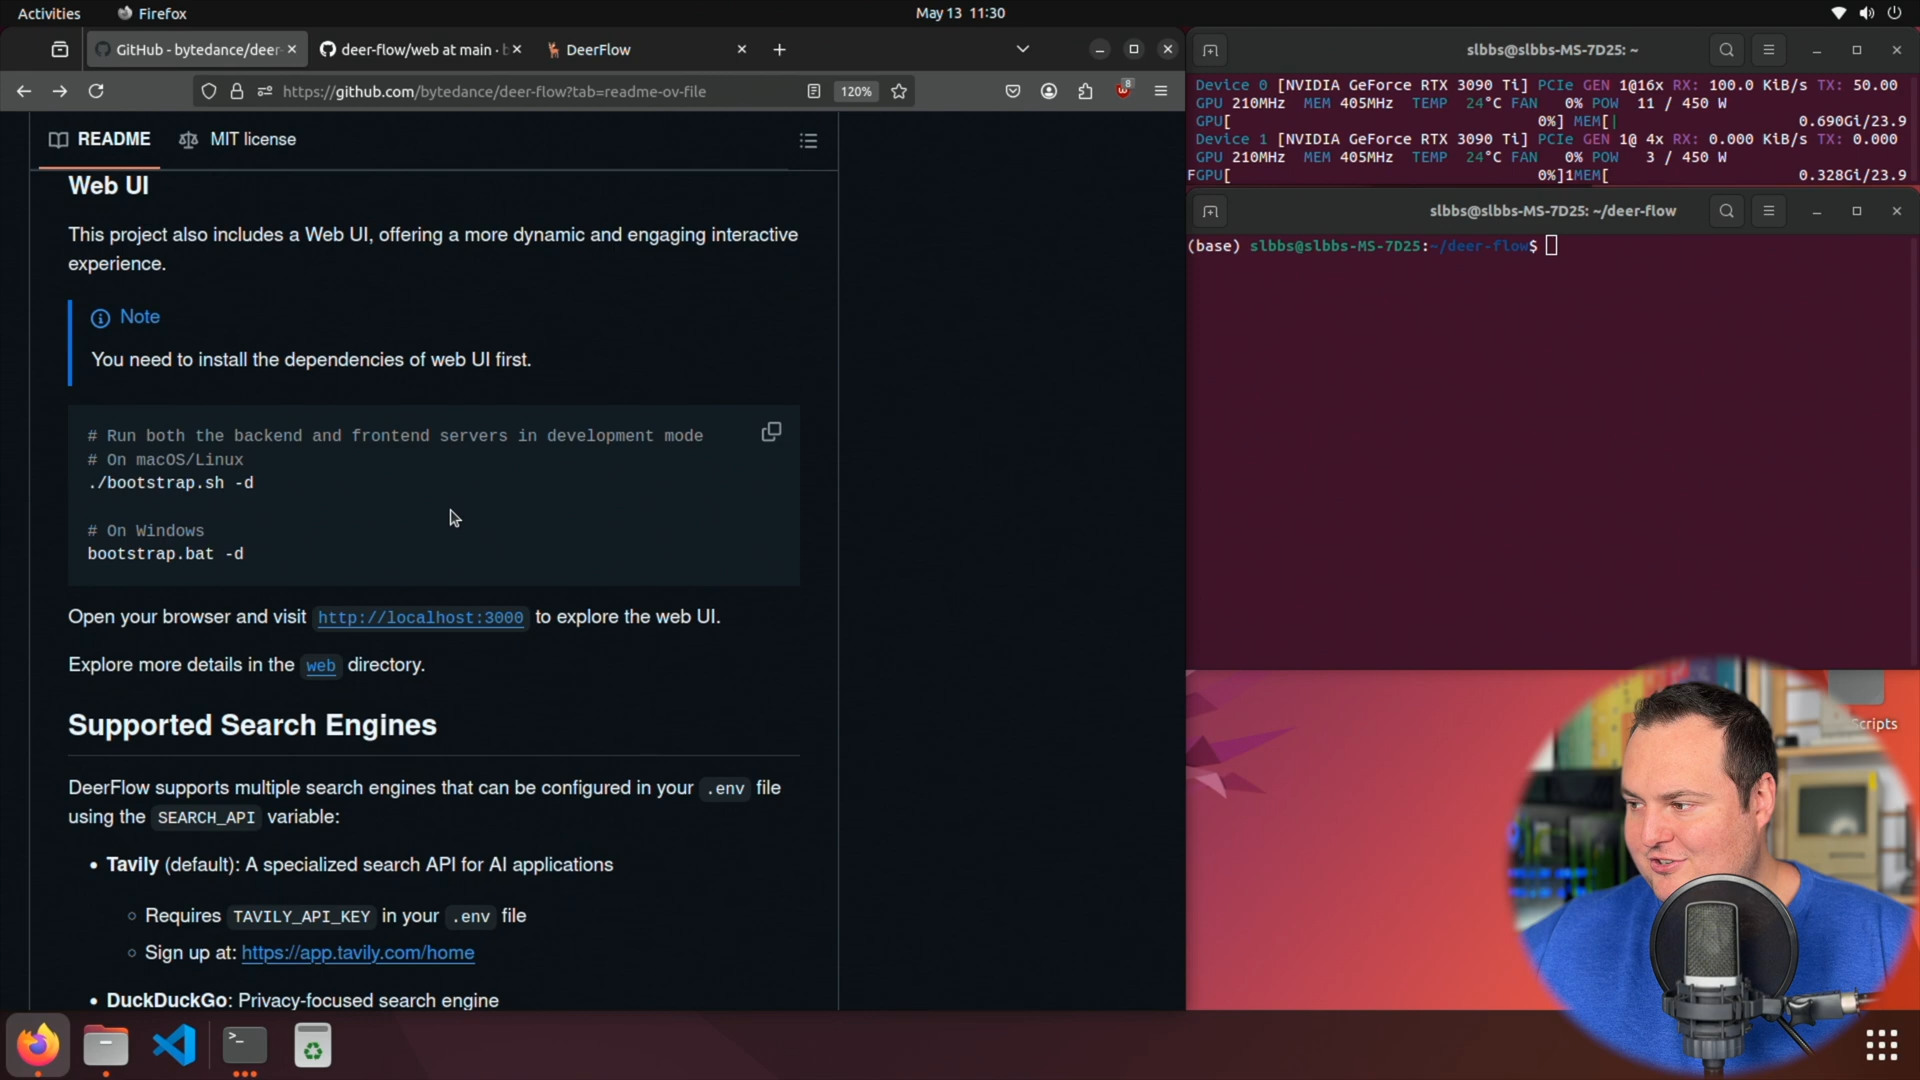 Activities
Firefox
May 13 11:30
GitHub - bytedance/deer
deer-flow/web at main ·
DeerFlow
https://github.com/bytedance/deer-flow?tab=readme-ov-file
120%
8
README
MIT license
Web UI
This project also includes a Web UI, offering a more dynamic and engaging interactive
experience.
Note
You need to install the dependencies of web UI first.
# Run both the backend and frontend servers in development mode
# On macOS/Linux
./bootstrap.sh -d
# On Windows
bootstrap.bat -d
Open your browser and visit http://localhost:3000 to explore the web UI.
Explore more details in the web directory.
Supported Search Engines
DeerFlow supports multiple search engines that can be configured in your .env file
using the SEARCH_API variable:
• Tavily (default): A specialized search API for AI applications
◦ Requires TAVILY_API_KEY in your .env file
◦ Sign up at: https://app.tavily.com/home
• DuckDuckGo: Privacy-focused search engine
slbbs@slbbs-MS-7D25: ~
Device 0 [NVIDIA GeForce RTX 3090 Ti] PCIe GEN 1@16x RX: 100.0 KiB/s TX: 50.00
GPU 210MHz MEM 405MHz TEMP 24°C FAN 0% POW 11 / 450 W
GPU[ 0%] MEM[| 0.690Gi/23.9
Device 1 [NVIDIA GeForce RTX 3090 Ti] PCIe GEN 1@ 4x RX: 0.000 KiB/s TX: 0.000
GPU 210MHz MEM 405MHz TEMP 24°C FAN 0% POW 3 / 450 W
FGPU[ 0%]1MEM[ 0.328Gi/23.9
slbbs@slbbs-MS-7D25: ~/deer-flow
(base) slbbs@slbbs-MS-7D25:~/deer-flow$
Scripts